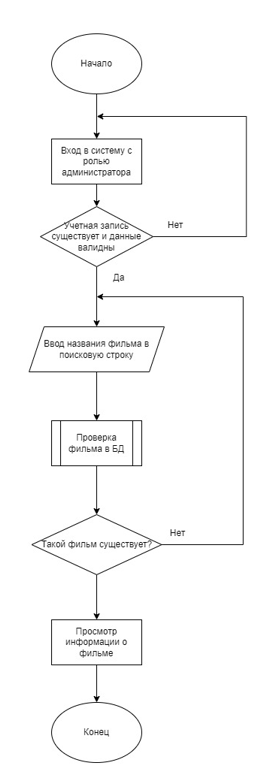 Начало
Вход в систему с
ролью
администратора
Учетная запись
существует и данные
валидны
Нет
Да
Ввод названия фильма в
поисковую строку
Проверка
фильма в БД
Такой фильм существует?
Нет
Просмотр
информации о
фильме
Конец